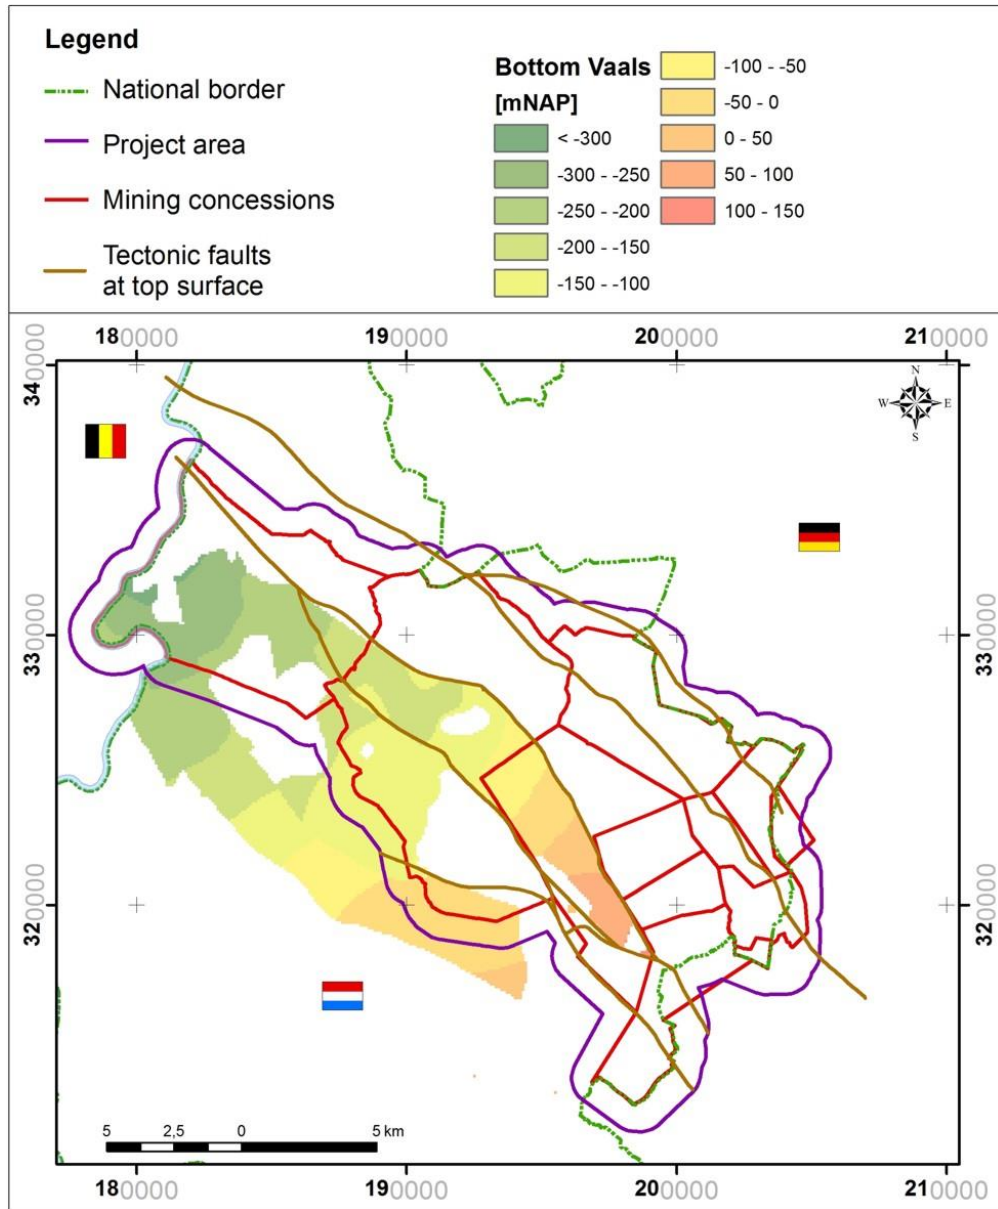 Legend
National border
Project area
Mining concessions
Tectonic faults
at top surface
Bottom Vaals
[mNAP]
< -300
-300 - -250
-250 - -200
-200 - -150
-150 - -100
-100 - -50
-50 - 0
0 - 50
50 - 100
100 - 150
180000 190000 200000 210000
340000
340000
330000
330000
320000
320000
N
W E
S
5 2,5 0 5 km
180000 190000 200000 210000